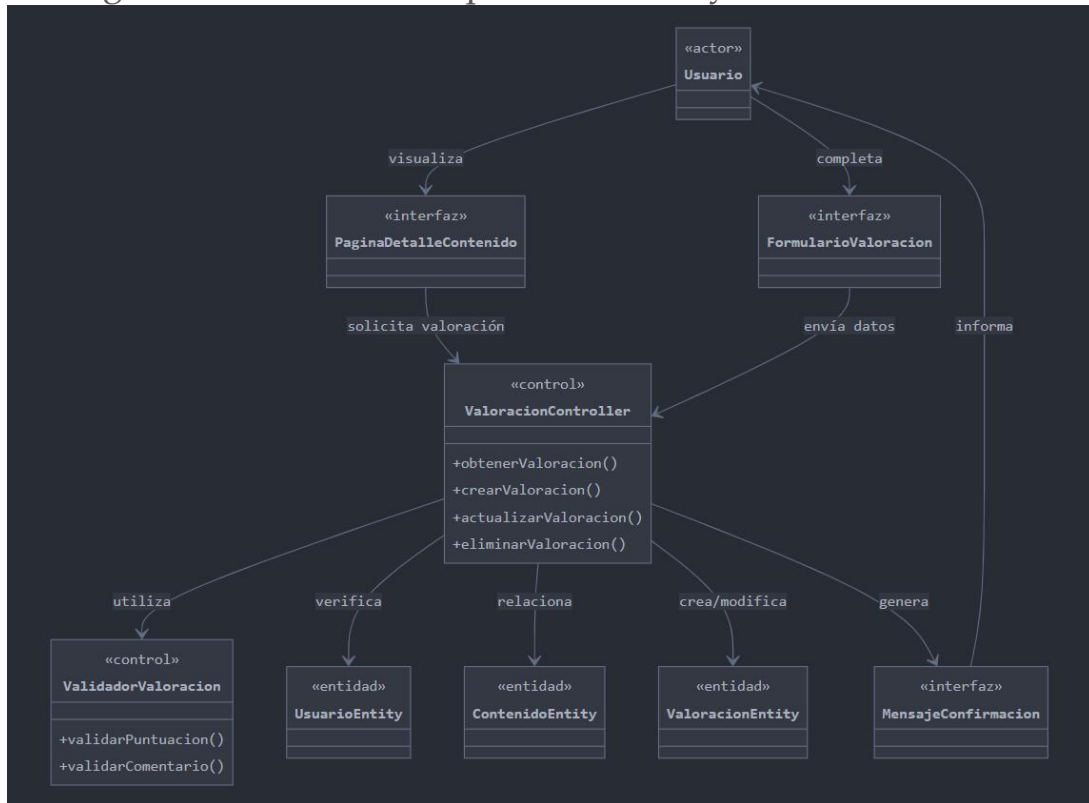 «actor»
Usuario
visualiza
completa
«interfaz»
PaginaDetalleContenido
«interfaz»
FormularioValoracion
solicita valoración
envía datos
informa
«control»
ValoracionController
+obtenerValoracion()
+crearValoracion()
+actualizarValoracion()
+eliminarValoracion()
utiliza
verifica
relaciona
crea/modifica
genera
«control»
ValidadorValoracion
+validarPuntuacion()
+validarComentario()
«entidad»
UsuarioEntity
«entidad»
ContenidoEntity
«entidad»
ValoracionEntity
«interfaz»
MensajeConfirmacion